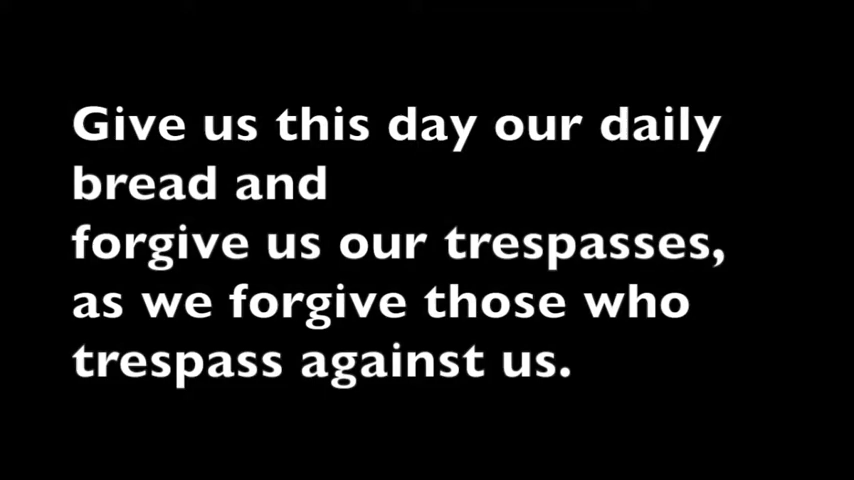 Give us this day our daily
bread and
forgive us our trespasses,
as we forgive those who
trespass against us.